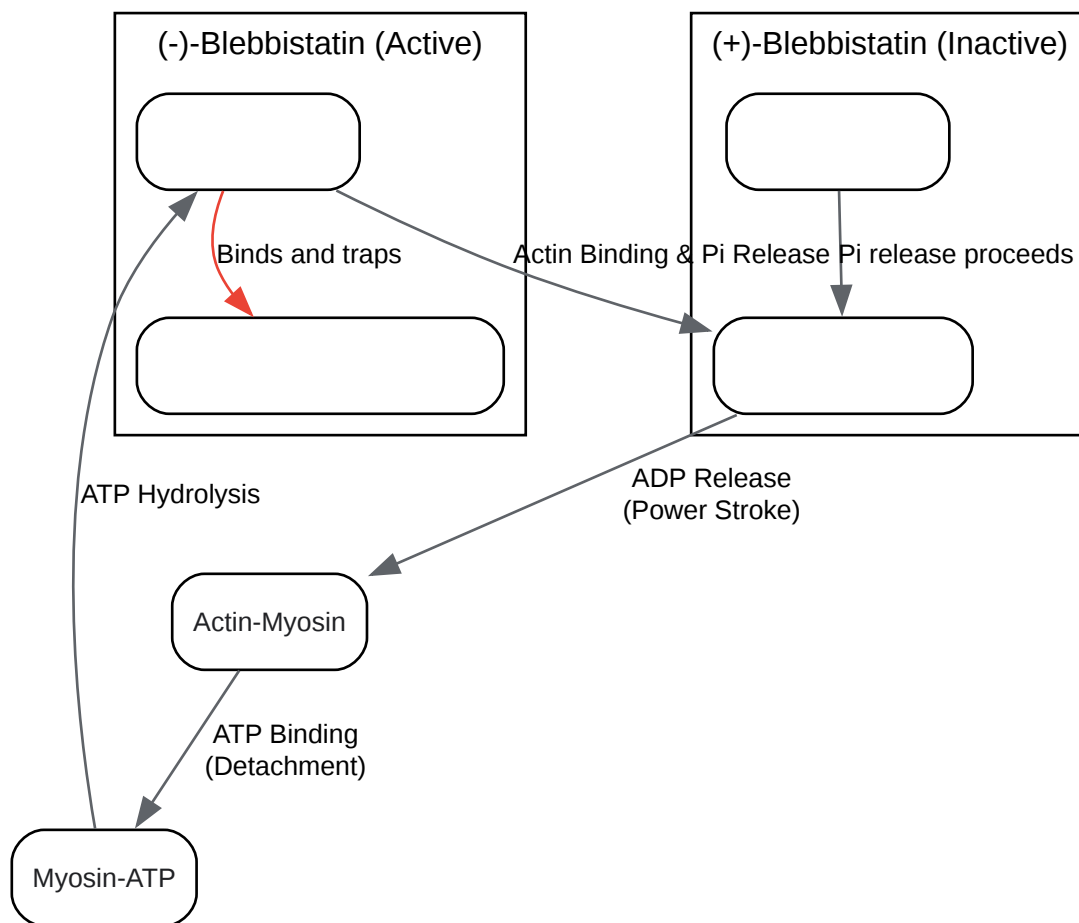 (-)-Blebbistatin (Active)
(+)-Blebbistatin (Inactive)
Binds and traps
Actin Binding & Pi Release
Pi release proceeds
ATP Hydrolysis
ADP Release
(Power Stroke)
Actin-Myosin
ATP Binding
(Detachment)
Myosin-ATP